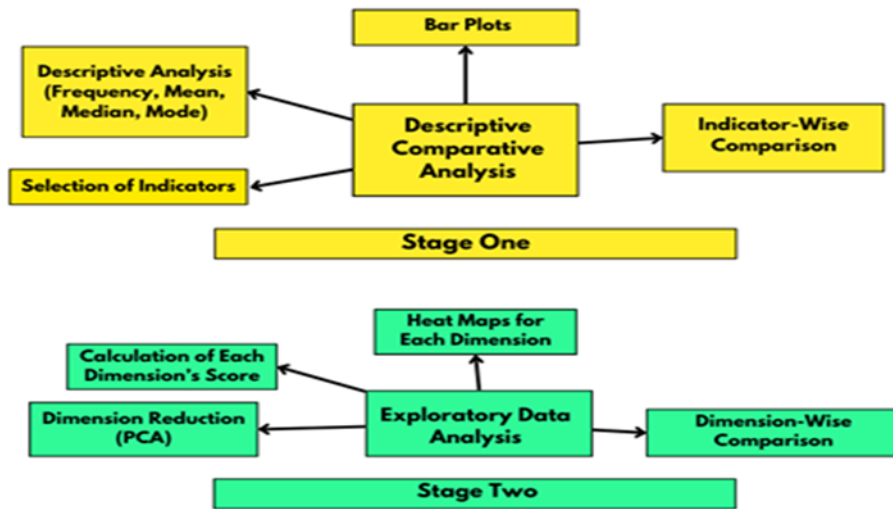 Bar Plots
Descriptive Analysis
(Frequency, Mean,
Median, Mode)
Descriptive
Comparative
Analysis
Indicator-Wise
Comparison
Selection of Indicators
Stage One
Heat Maps for
Each Dimension
Calculation of Each
Dimension's Score
Dimension Reduction
(PCA)
Exploratory Data
Analysis
Dimension-Wise
Comparison
Stage Two